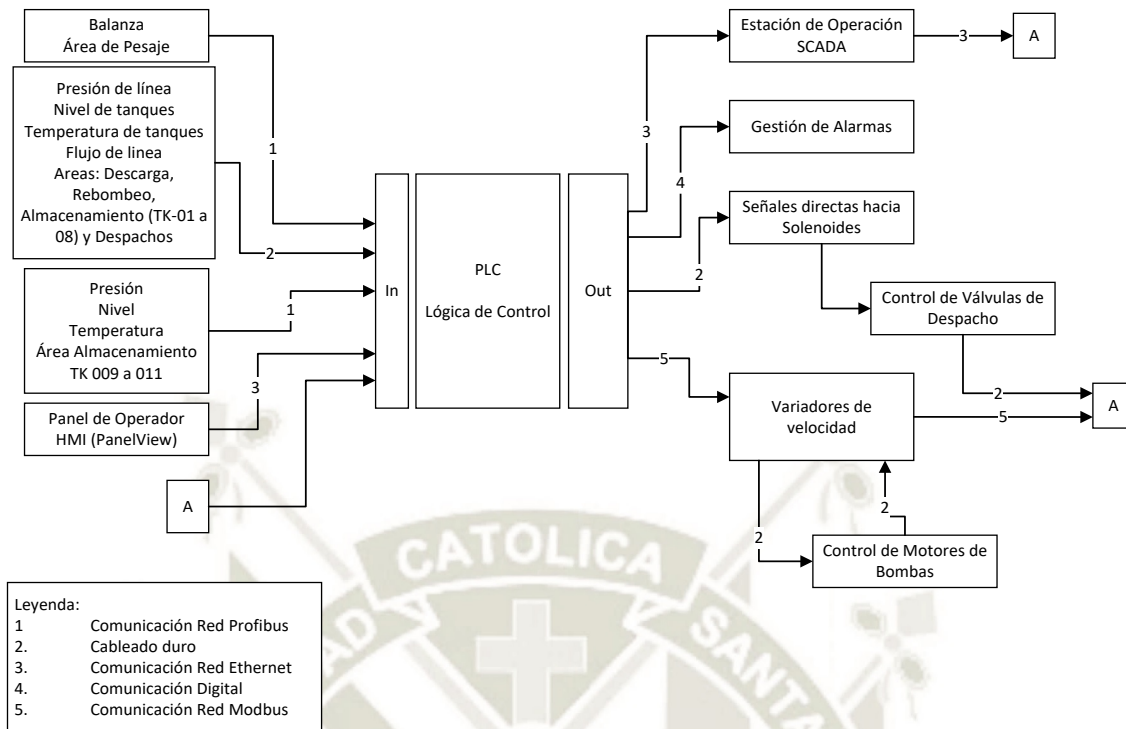 Balanza
Área de Pesaje
Presión de línea
Nivel de tanques
Temperatura de tanques
Flujo de linea
Areas: Descarga,
Rebombeo,
Almacenamiento (TK-01 a
08) y Despachos
Presión
Nivel
Temperatura
Área Almacenamiento
TK 009 a 011
Panel de Operador
HMI (PanelView)
A
1
2
1
3
In
PLC
Lógica de Control
Out
3
4
2
5
Estación de Operación
SCADA
3
A
Gestión de Alarmas
Señales directas hacia
Solenoides
Control de Válvulas de
Despacho
2
Variadores de
velocidad
5
A
2
2
Control de Motores de
Bombas
Leyenda:
1 Comunicación Red Profibus
2. Cableado duro
3. Comunicación Red Ethernet
4. Comunicación Digital
5. Comunicación Red Modbus
CATOLICA
SANTA